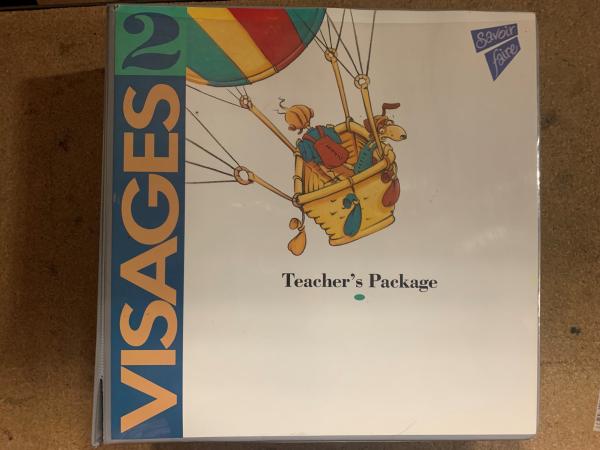 VISAGES 2
savoir
faire
Teacher's Package